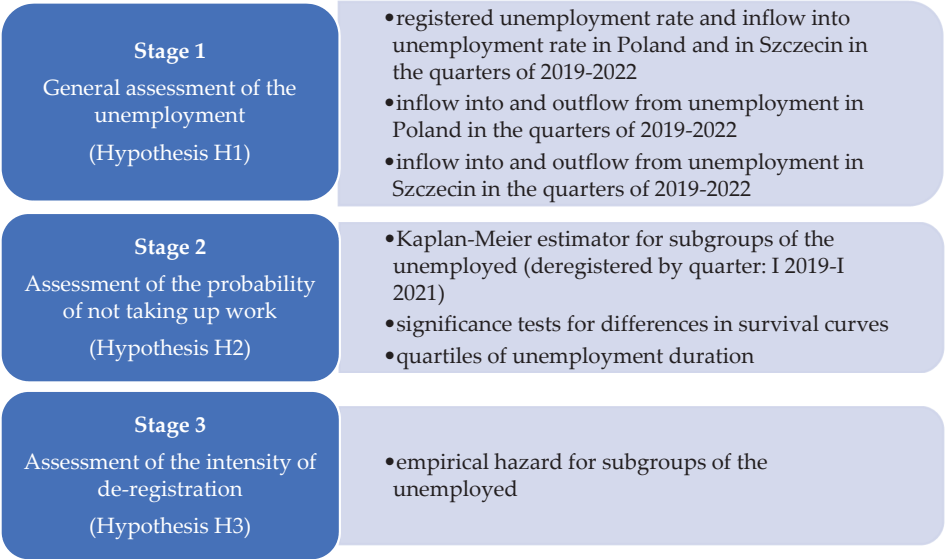 Stage 1
General assessment of the
unemployment
(Hypothesis H1)
•registered unemployment rate and inflow into
unemployment rate in Poland and in Szczecin in
the quarters of 2019-2022
•inflow into and outflow from unemployment in
Poland in the quarters of 2019-2022
•inflow into and outflow from unemployment in
Szczecin in the quarters of 2019-2022
Stage 2
Assessment of the probability
of not taking up work
(Hypothesis H2)
•Kaplan-Meier estimator for subgroups of the
unemployed (deregistered by quarter: I 2019-I
2021)
•significance tests for differences in survival curves
•quartiles of unemployment duration
Stage 3
Assessment of the intensity of
de-registration
(Hypothesis H3)
•empirical hazard for subgroups of the
unemployed